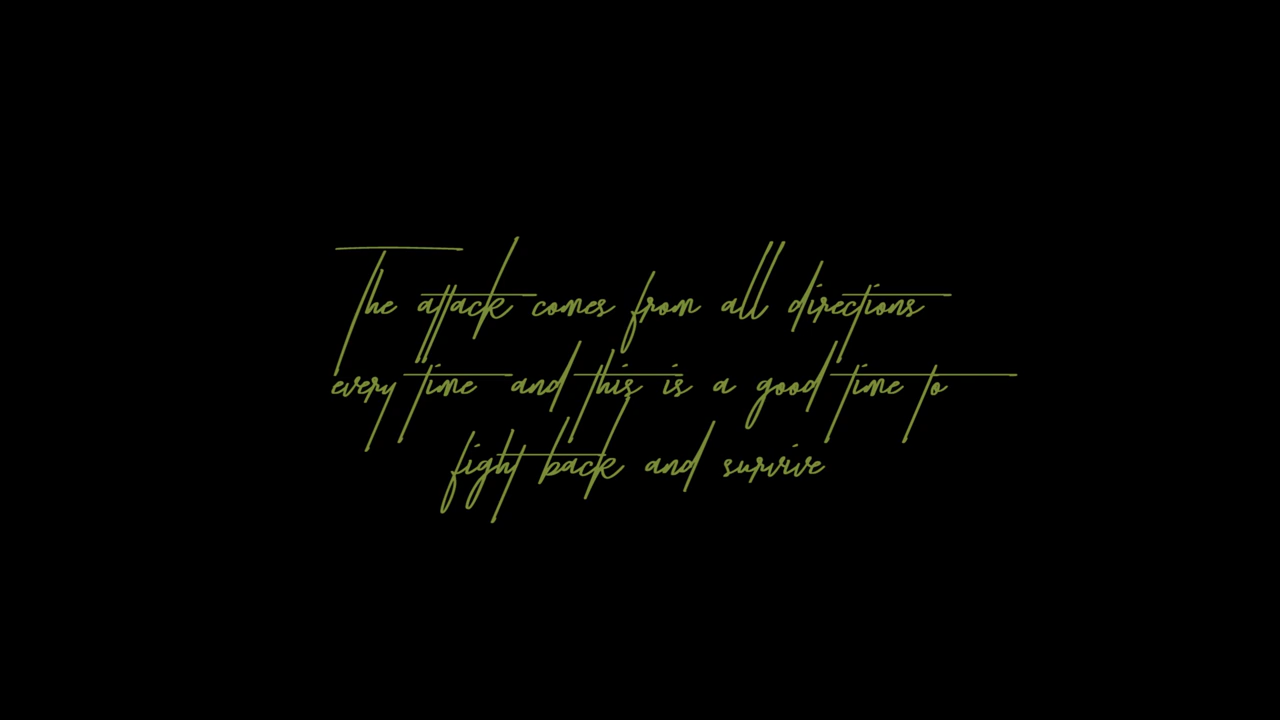 The attack comes from all directions
every time and this is a good time to
fight back and survive